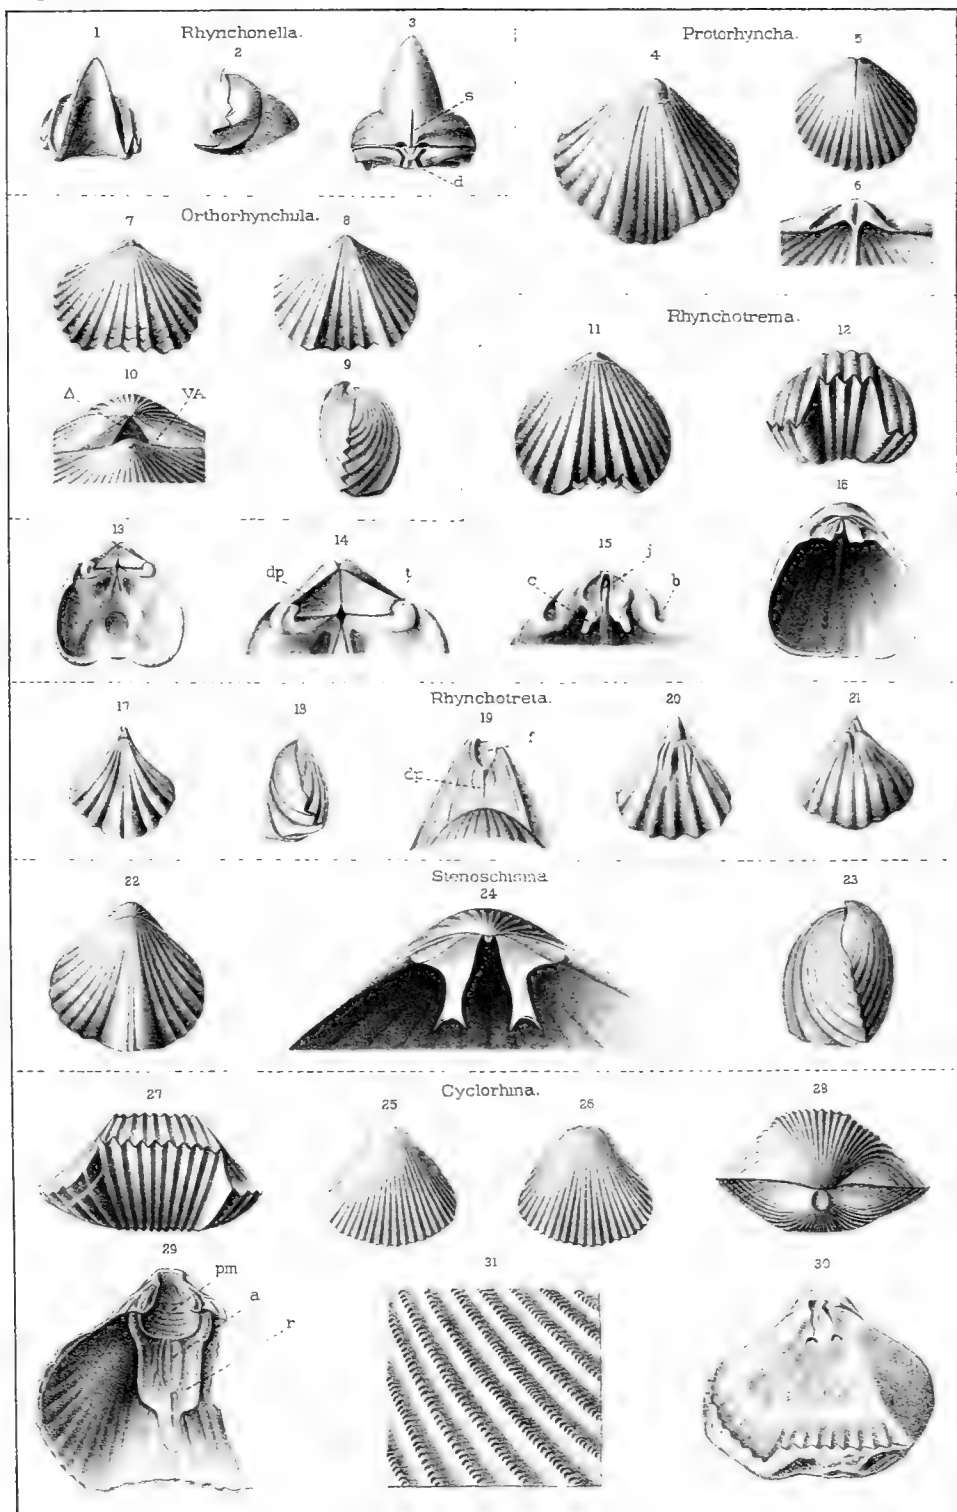 1
Rhynchonella.
2
3
s
d
Protorhyncha.
4
5
6
Orthorhynchula.
7
8
9
10
Δ
VA
Rhynchotrema.
11
12
13
14
dp
t
15
j
c
b
16
Rhynchotreta.
17
18
19
f
dp
20
21
Stenoschisma
22
24
23
Cyclorhina.
27
25
26
28
29
pm
a
r
31
30